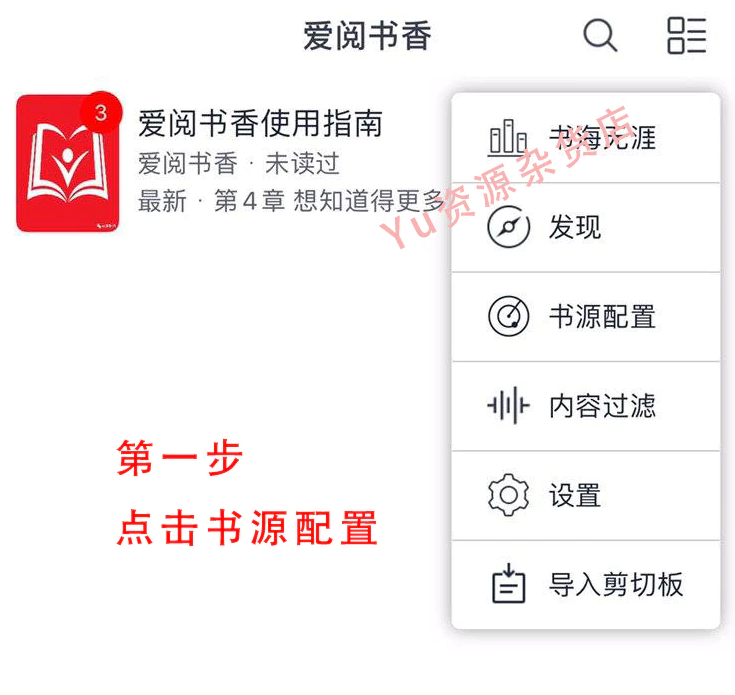 爱阅书香
3
爱阅书香使用指南
爱阅书香 · 未读过
最新 · 第4章 想知道得更多
书海无涯
发现
书源配置
内容过滤
设置
导入剪切板
Yu资源杂货店
第一步
点击书源配置